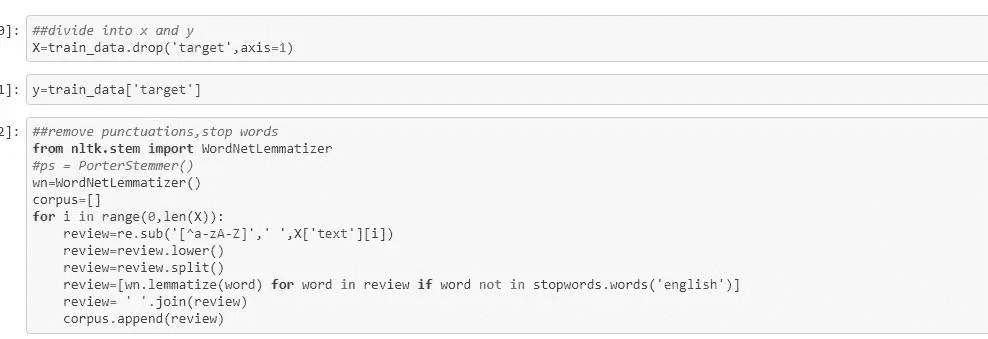 0]: ##divide into x and y
X=train_data.drop('target',axis=1)
1]: y=train_data['target']
2]: ##remove punctuations,stop words
from nltk.stem import WordNetLemmatizer
#ps = PorterStemmer()
wn=WordNetLemmatizer()
corpus=[]
for i in range(0,len(X)):
    review=re.sub('[^a-zA-Z]',' ',X['text'][i])
    review=review.lower()
    review=review.split()
    review=[wn.lemmatize(word) for word in review if word not in stopwords.words('english')]
    review= ' '.join(review)
    corpus.append(review)